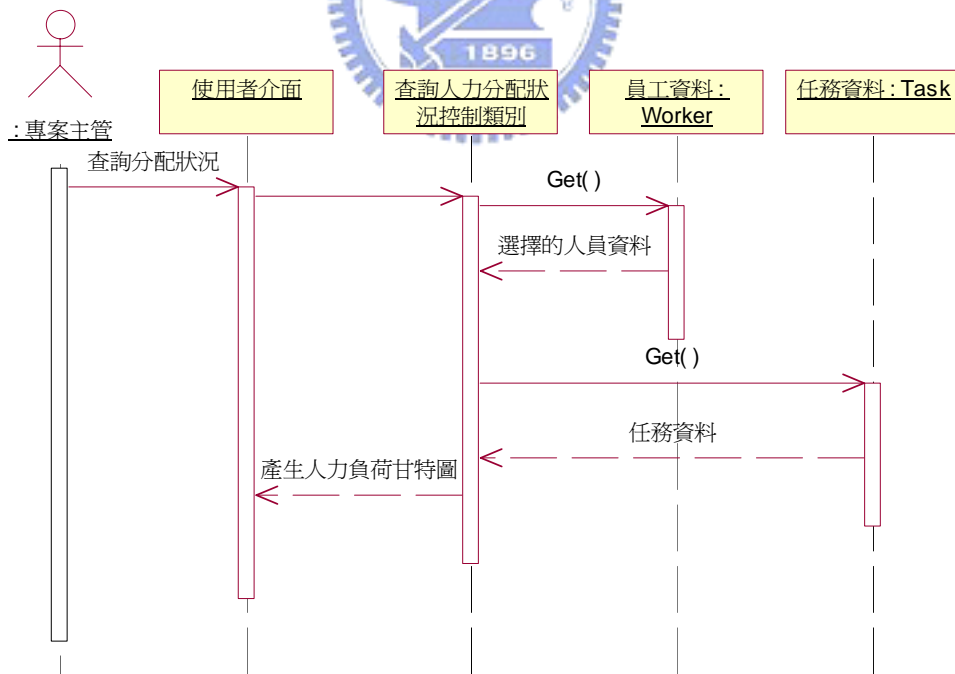 1896
: 專案主管
使用者介面
查詢人力分配狀
況控制類別
員工資料 :
Worker
任務資料 : Task
查詢分配狀況
Get( )
選擇的人員資料
Get( )
任務資料
產生人力負荷甘特圖